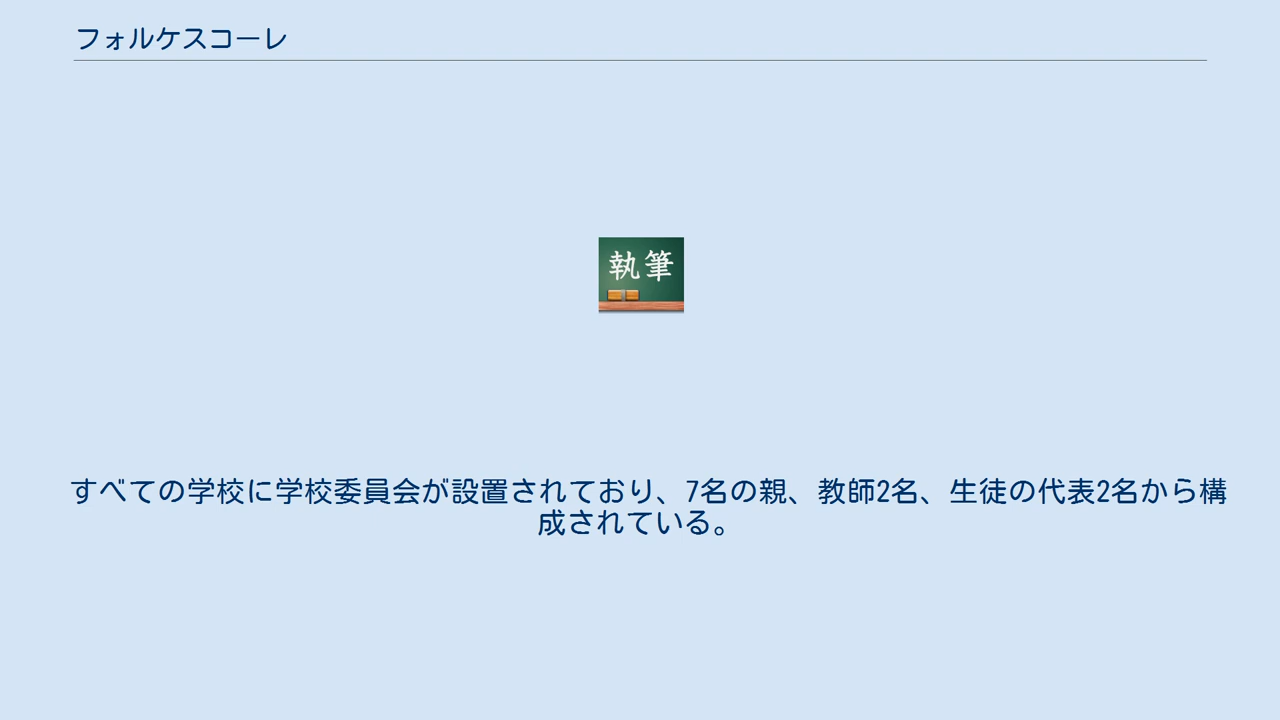 フォルケスコーレ
執筆
すべての学校に学校委員会が設置されており、7名の親、教師2名、生徒の代表2名から構
成されている。